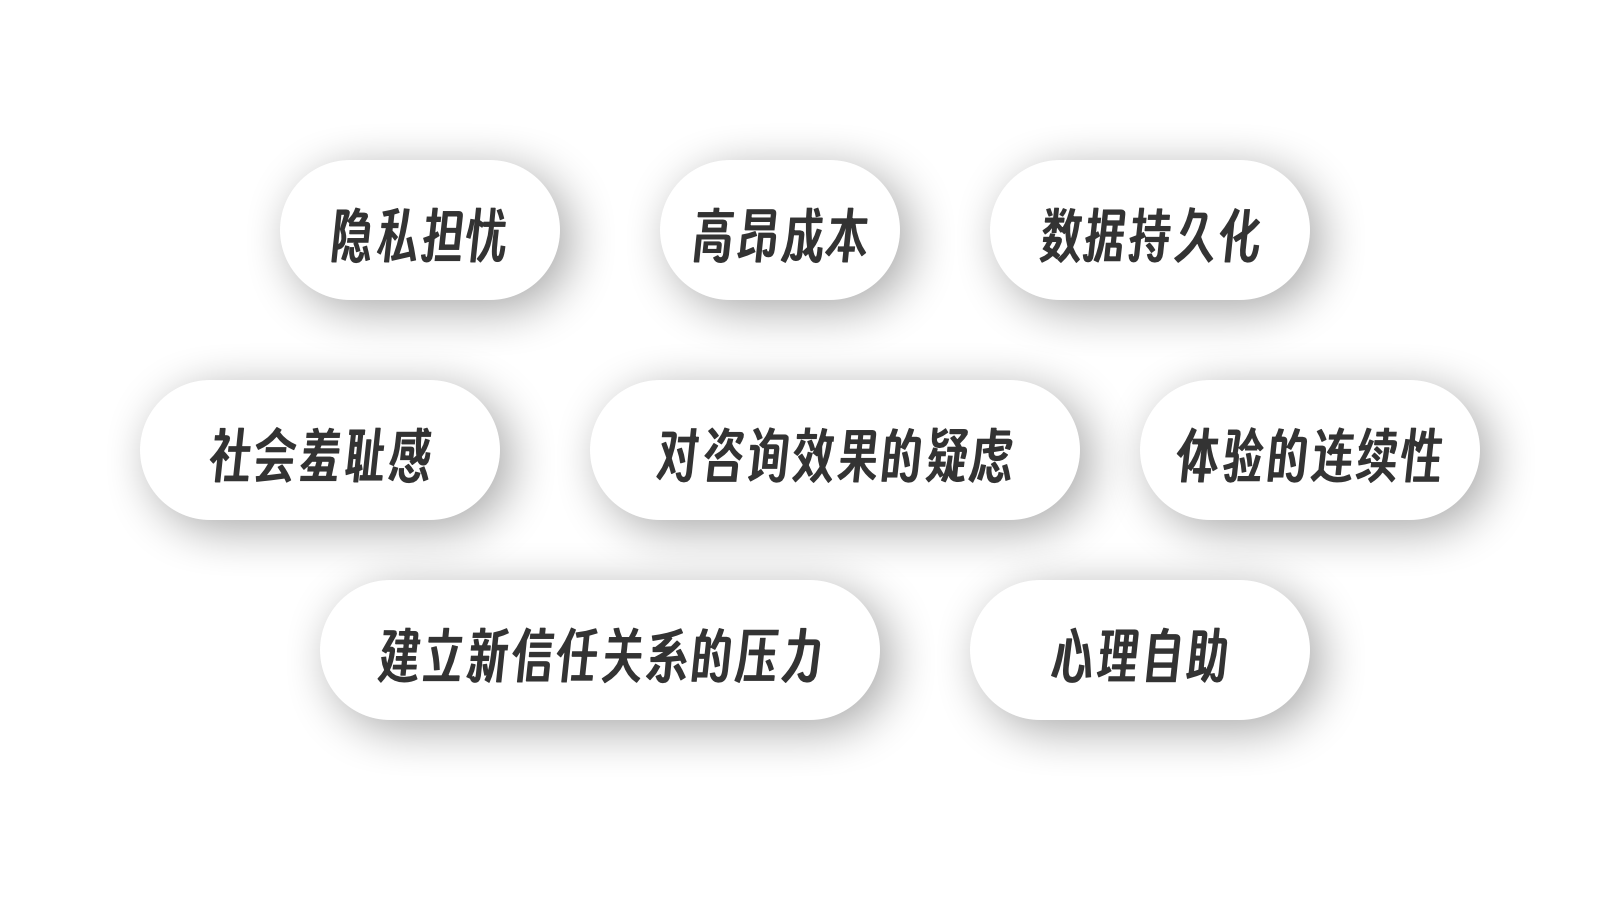 隐私担忧
高昂成本
数据持久化
社会羞耻感
对咨询效果的疑虑
体验的连续性
建立新信任关系的压力
心理自助